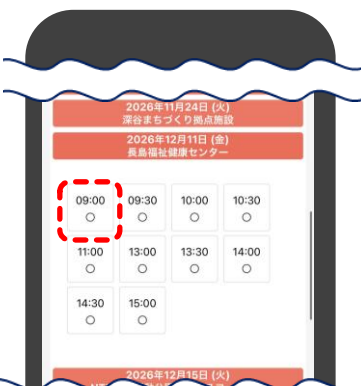 2026年11月24日 (火)
深谷まちづくり拠点施設
2026年12月11日 (金)
長島福祉健康センター
09:00 09:30 10:00 10:30
○ ○ ○ ○
11:00 13:00 13:30 14:00
○ ○ ○ ○
14:30 15:00
○ ○
2026年12月15日 (火)